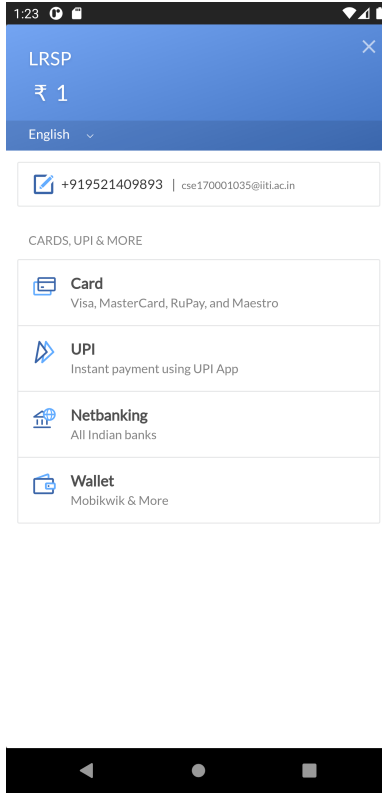 1:23
LRSP
₹ 1
English
+919521409893 | cse170001035@iiti.ac.in
CARDS, UPI & MORE
Card
Visa, MasterCard, RuPay, and Maestro
UPI
Instant payment using UPI App
Netbanking
All Indian banks
Wallet
Mobikwik & More